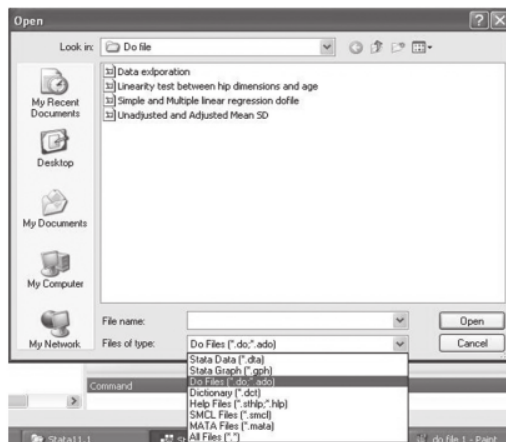 Open
Look in:
Do file
My Recent
Documents
Desktop
My Documents
My Computer
My Network
Data exlporation
Linearity test between hip dimensions and age
Simple and Multiple linear regression dofile
Unadjusted and Adjusted Mean SD
File name:
Open
Files of type:
Do Files (*.do;*.ado)
Cancel
Stata Data (*.dta)
Stata Graph (*.gph)
Do Files (*.do;*.ado)
Dictionary (*.dct)
Help Files (*.sthlp;*.hlp)
SMCL Files (*.smcl)
MATA Files (*.mata)
All Files (*.*)
Command
Stata11.1
do file 1 - Paint